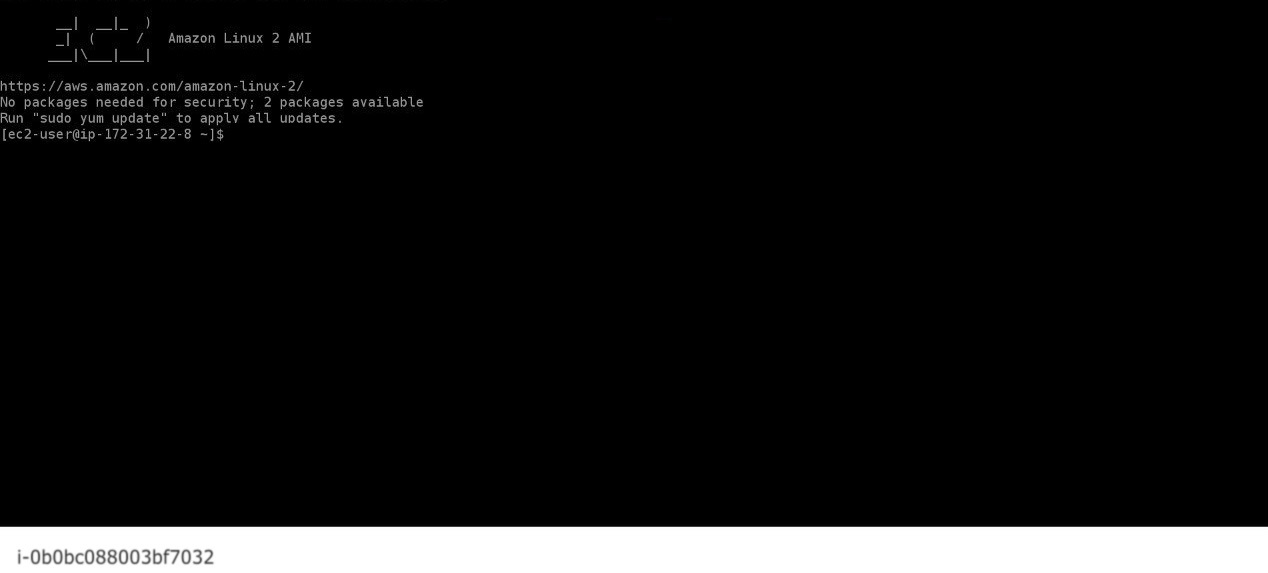 __|  __|_  )
_|  (     /   Amazon Linux 2 AMI
___|\___|___|
https://aws.amazon.com/amazon-linux-2/
No packages needed for security; 2 packages available
Run "sudo yum update" to apply all updates.
[ec2-user@ip-172-31-22-8 ~]$
i-0b0bc088003bf7032